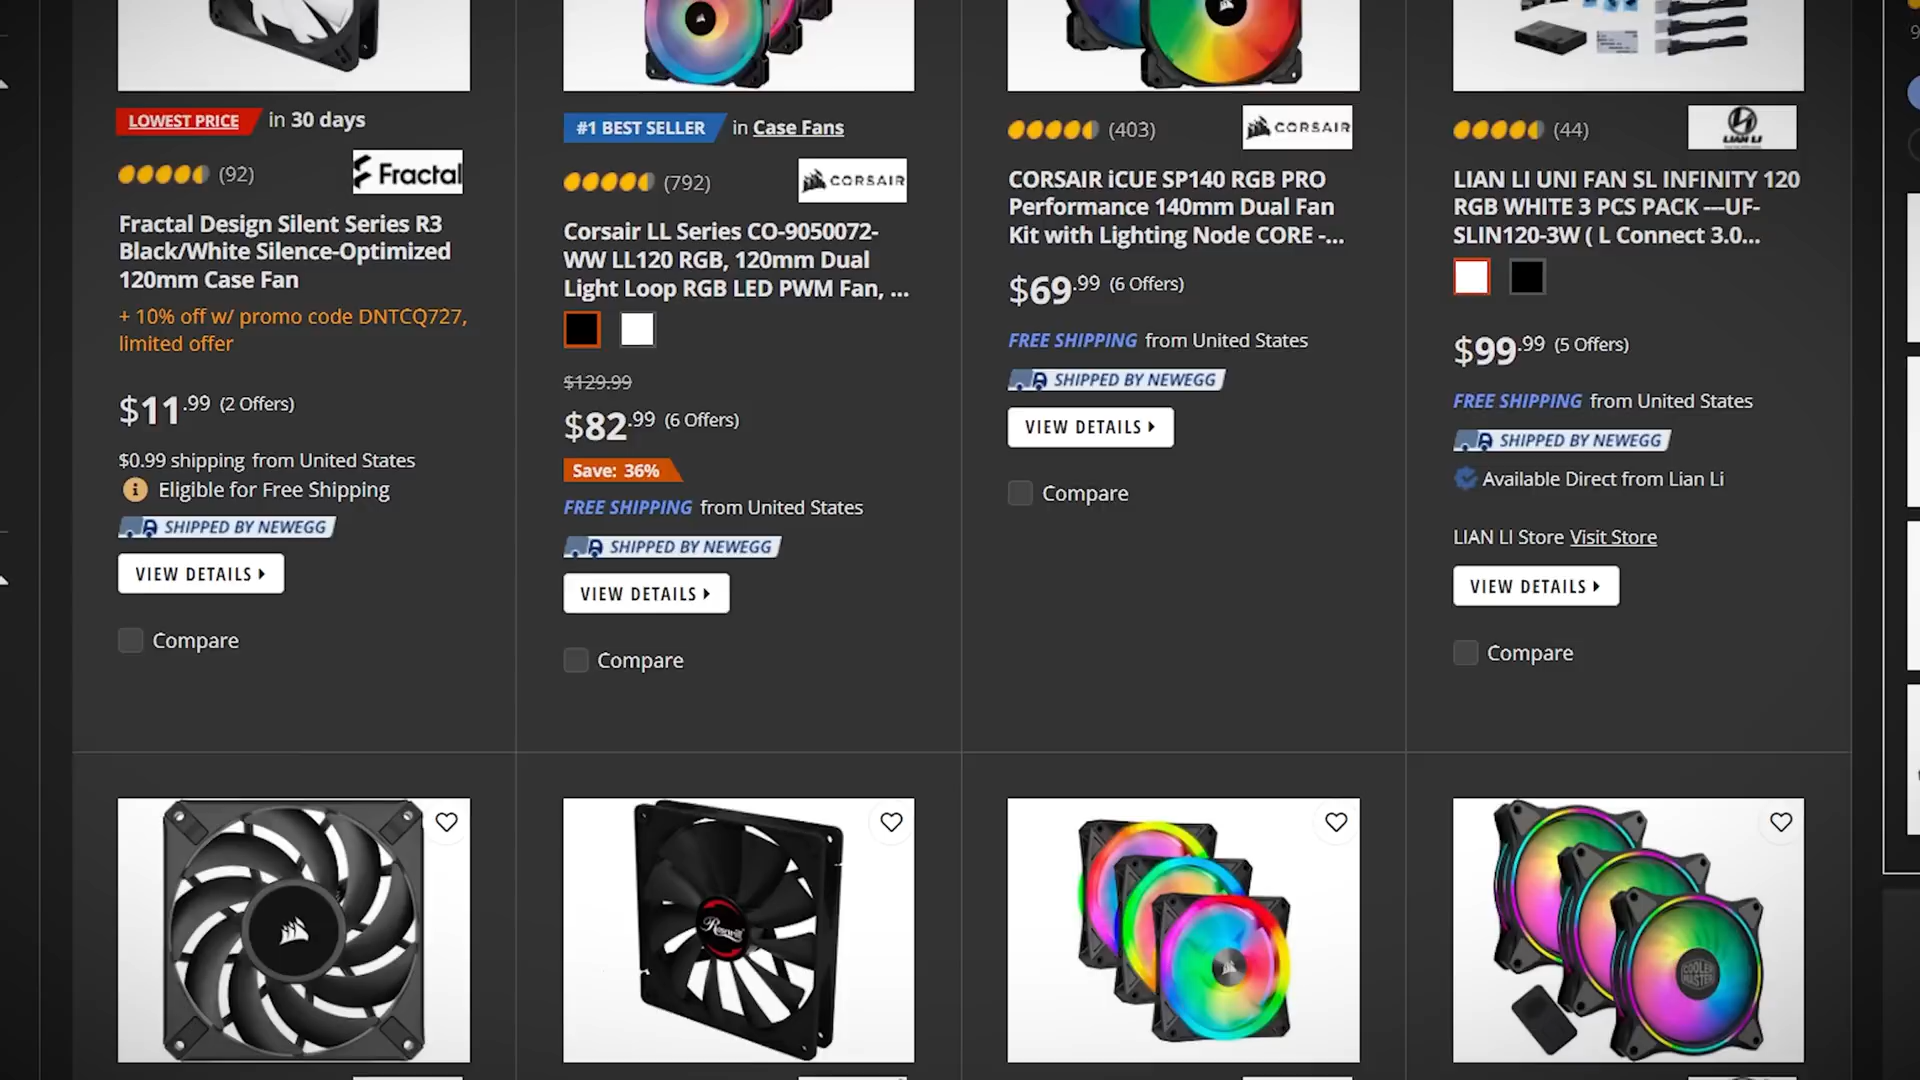 LOWEST PRICE in 30 days
(92) Fractal
Fractal Design Silent Series R3
Black/White Silence-Optimized
120mm Case Fan
+ 10% off w/ promo code DNTCQ727,
limited offer
$11.99 (2 Offers)
$0.99 shipping from United States
Eligible for Free Shipping
SHIPPED BY NEWEGG
VIEW DETAILS
Compare
#1 BEST SELLER in Case Fans
(792) CORSAIR
Corsair LL Series CO-9050072-
WW LL120 RGB, 120mm Dual
Light Loop RGB LED PWM Fan, ...
$129.99
$82.99 (6 Offers)
Save: 36%
FREE SHIPPING from United States
SHIPPED BY NEWEGG
VIEW DETAILS
Compare
(403) CORSAIR
CORSAIR iCUE SP140 RGB PRO
Performance 140mm Dual Fan
Kit with Lighting Node CORE -...
$69.99 (6 Offers)
FREE SHIPPING from United States
SHIPPED BY NEWEGG
VIEW DETAILS
Compare
(44) LIAN LI
LIAN LI UNI FAN SL INFINITY 120
RGB WHITE 3 PCS PACK ---UF-
SLIN120-3W ( L Connect 3.0...
$99.99 (5 Offers)
FREE SHIPPING from United States
SHIPPED BY NEWEGG
Available Direct from Lian Li
LIAN LI Store Visit Store
VIEW DETAILS
Compare
Rosewill
COOLER
MASTER